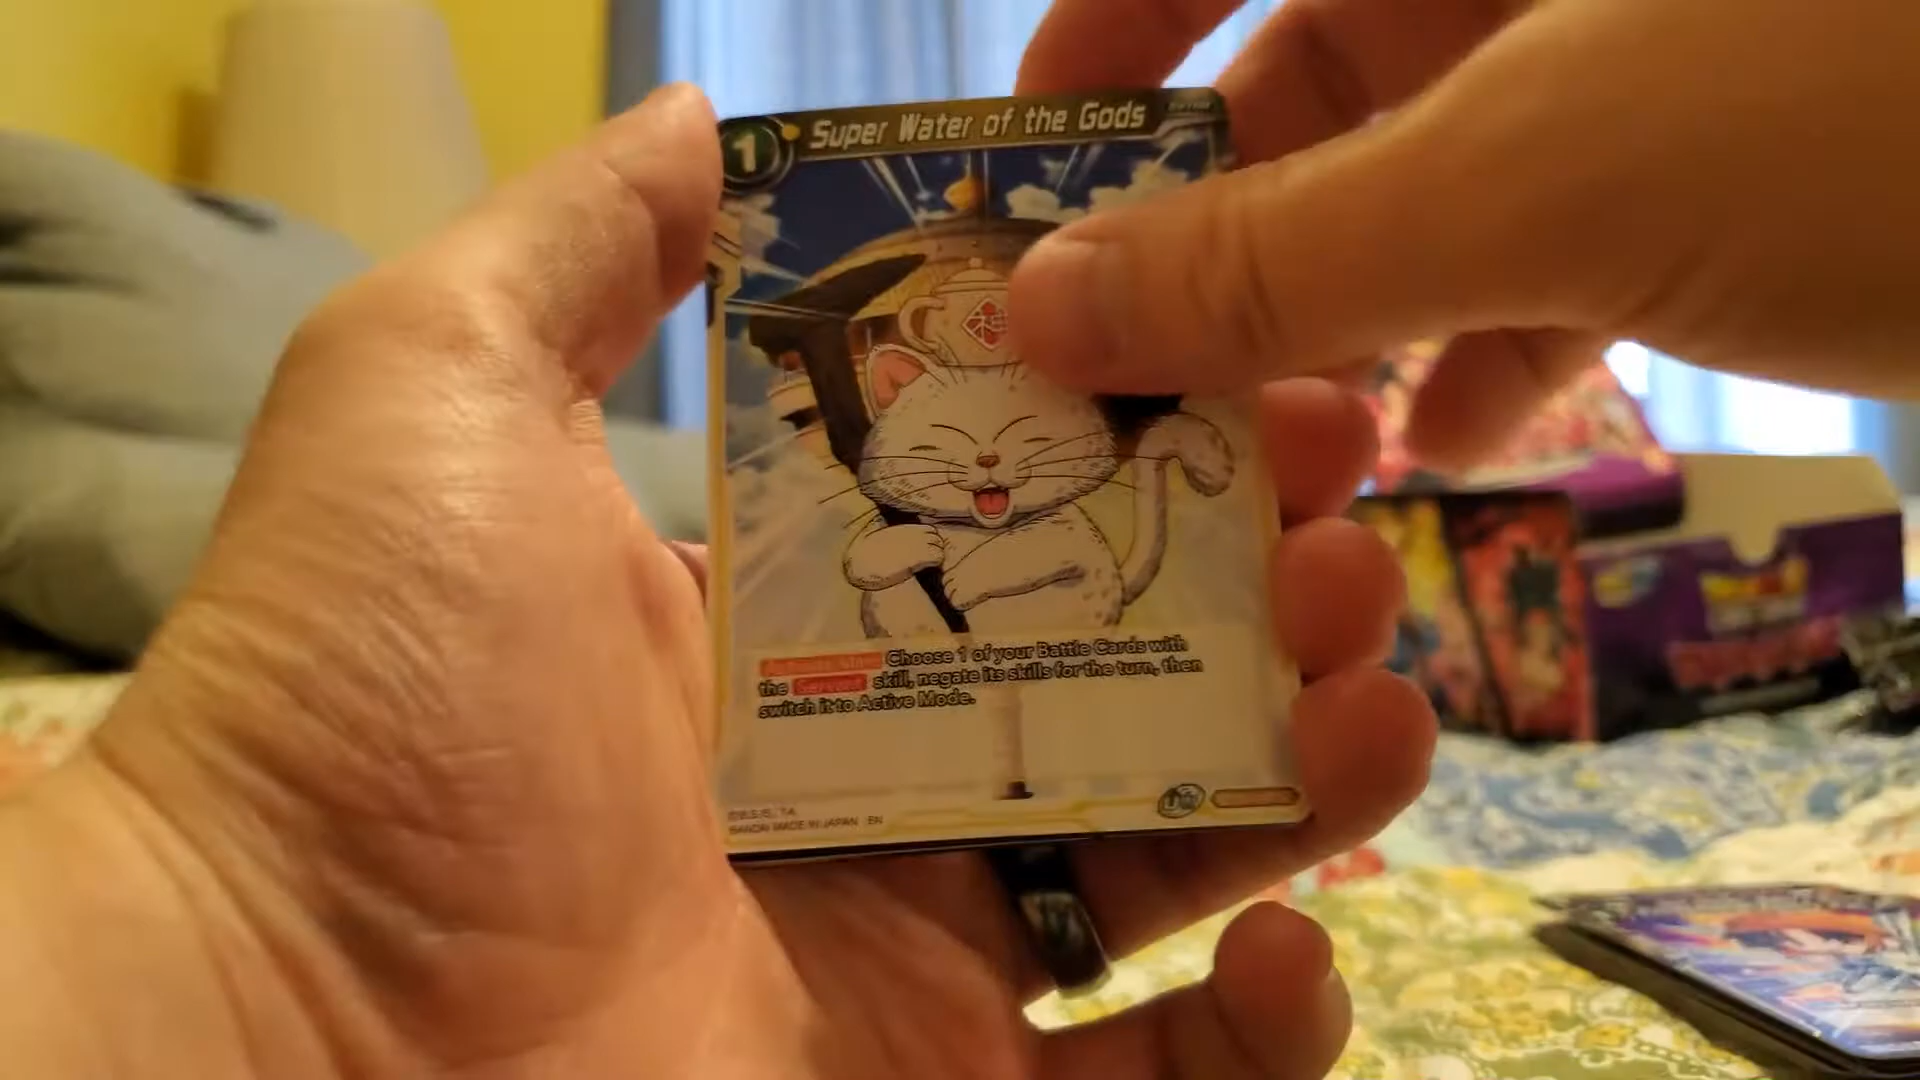 1 Super Water of the Gods
Choose 1 of your Battle Cards with
the Servant skill, negate its skills for the turn, then
switch it to Active Mode.
BANDAI MADE IN JAPAN EN